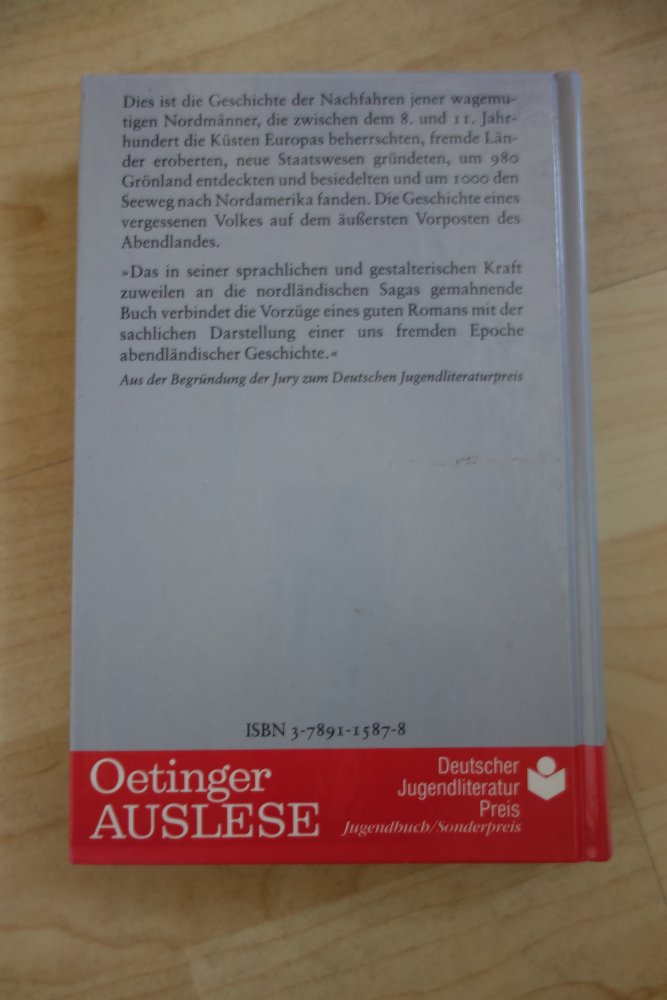 Dies ist die Geschichte der Nachfahren jener wagemu-
tigen Nordmänner, die zwischen dem 8. und 11. Jahr-
hundert die Küsten Europas beherrschten, fremde Län-
der eroberten, neue Staatswesen gründeten, um 980
Grönland entdeckten und besiedelten und um 1000 den
Seeweg nach Nordamerika fanden. Die Geschichte eines
vergessenen Volkes auf dem äußersten Vorposten des
Abendlandes.
»Das in seiner sprachlichen und gestalterischen Kraft
zuweilen an die nordländischen Sagas gemahnende
Buch verbindet die Vorzüge eines guten Romans mit der
sachlichen Darstellung einer uns fremden Epoche
abendländischer Geschichte.«
Aus der Begründung der Jury zum Deutschen Jugendliteraturpreis
ISBN 3-7891-1587-8
Oetinger
AUSLESE
Deutscher
Jugendliteratur
Preis
Jugendbuch/Sonderpreis